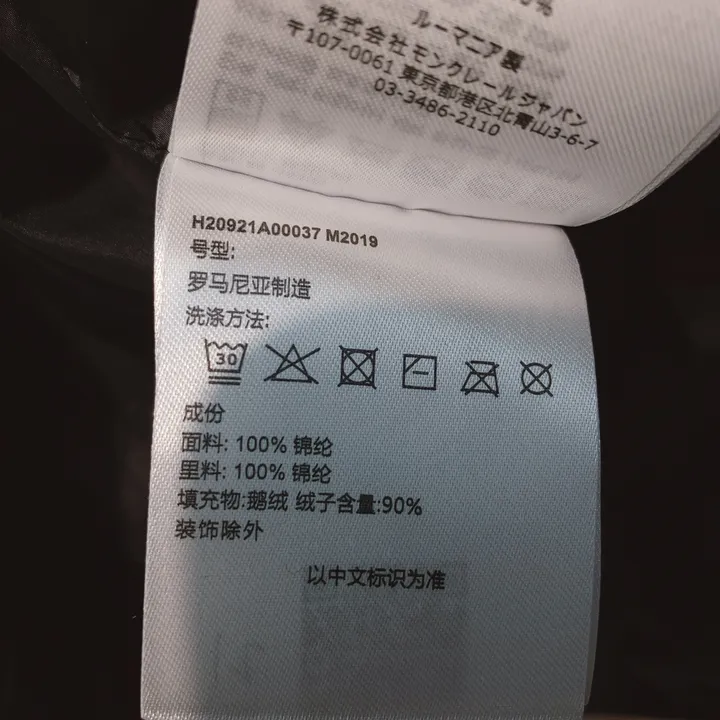 ルーマニア製
株式会社モンクレールジャパン
〒107-0061 東京都港区北青山3-6-7
03-3486-2110
H20921A00037 M2019
号型:
罗马尼亚制造
洗涤方法:
30
成份
面料: 100% 锦纶
里料: 100% 锦纶
填充物:鹅绒 绒子含量:90%
装饰除外
以中文标识为准